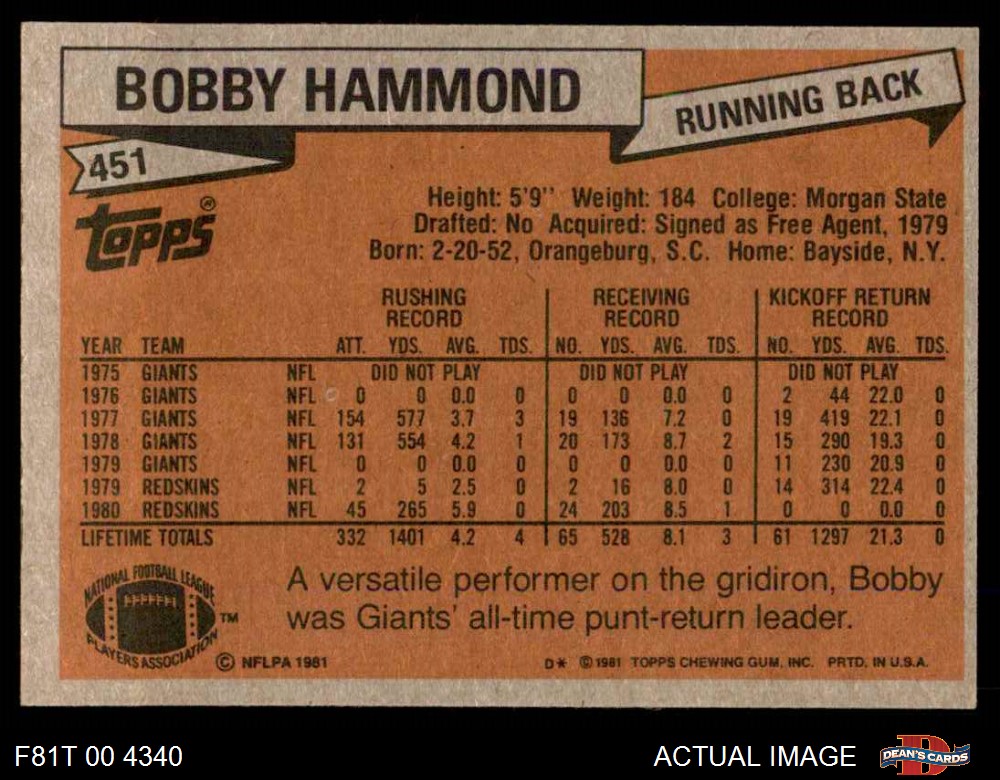 BOBBY HAMMOND
RUNNING BACK
451
TOPPS ®
Height: 5'9" Weight: 184 College: Morgan State
Drafted: No Acquired: Signed as Free Agent, 1979
Born: 2-20-52, Orangeburg, S.C. Home: Bayside, N.Y.
RUSHING RECORD RECEIVING RECORD KICKOFF RETURN RECORD
YEAR TEAM ATT. YDS. AVG. TDS. NO. YDS. AVG. TDS. NO. YDS. AVG. TDS.
1975 GIANTS NFL DID NOT PLAY DID NOT PLAY DID NOT PLAY
1976 GIANTS NFL 0 0 0.0 0 0 0 0.0 0 2 44 22.0 0
1977 GIANTS NFL 154 577 3.7 3 19 136 7.2 0 19 419 22.1 0
1978 GIANTS NFL 131 554 4.2 1 20 173 8.7 2 15 290 19.3 0
1979 GIANTS NFL 0 0 0.0 0 0 0 0.0 0 11 230 20.9 0
1979 REDSKINS NFL 2 5 2.5 0 2 16 8.0 0 14 314 22.4 0
1980 REDSKINS NFL 45 265 5.9 0 24 203 8.5 1 0 0 0.0 0
LIFETIME TOTALS 332 1401 4.2 4 65 528 8.1 3 61 1297 21.3 0
A versatile performer on the gridiron, Bobby
was Giants' all-time punt-return leader.
NATIONAL FOOTBALL LEAGUE
PLAYERS ASSOCIATION
™
© NFLPA 1981
D* © 1981 TOPPS CHEWING GUM, INC. PRTD. IN U.S.A.
F81T 00 4340
ACTUAL IMAGE
DEAN'S CARDS